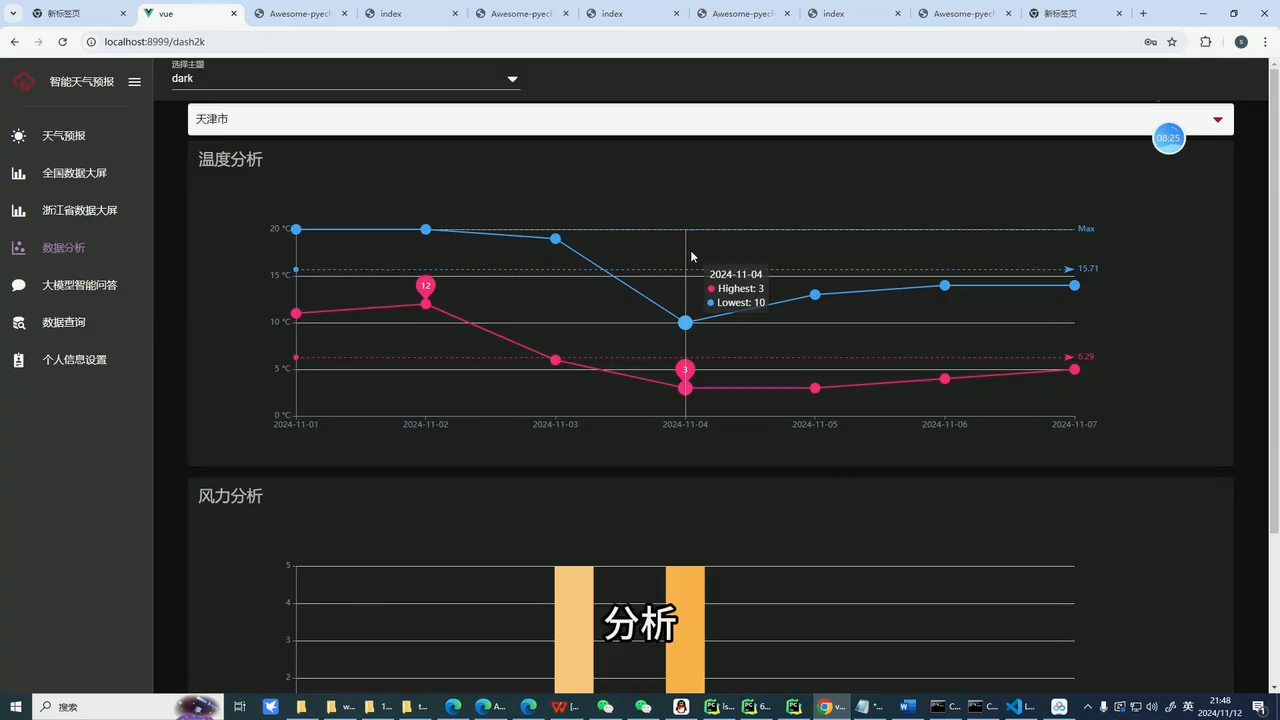 新标签页
vue
Awesome-pyech
index
Awesome-pyech
index
Awesome-pyech
index
Awesome-pyech
新标签页
localhost:8999/dash2k
智能天气预报
天气预报
全国数据大屏
浙江省数据大屏
数据分析
大模型智能问答
数据查询
个人信息设置
选择主题
dark
天津市
08:25
温度分析
20 ℃
15 ℃
10 ℃
5 ℃
0 ℃
Max
15.71
6.29
12
3
2024-11-04
Highest: 3
Lowest: 10
2024-11-01
2024-11-02
2024-11-03
2024-11-04
2024-11-05
2024-11-06
2024-11-07
风力分析
5
4
3
2
分析
搜索
w...
1...
t...
A...
[...
Is...
6...
v...
"...
C...
C...
L...
英
21:48
2024/11/12